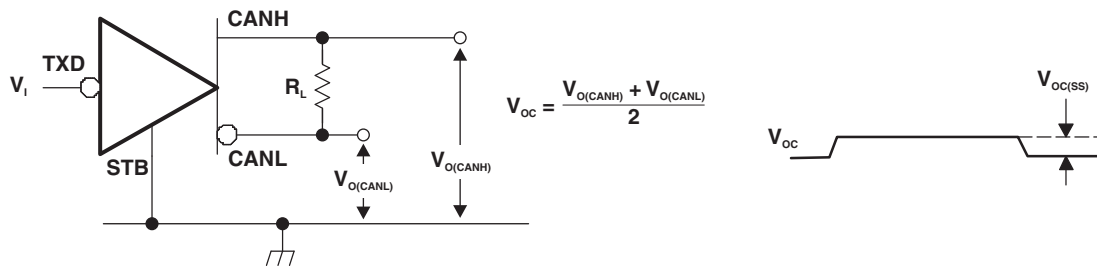 CANH
TXD
V_I
R_L
CANL
STB
V_O(CANL)
V_O(CANH)
V_OC = V_O(CANH) + V_O(CANL)
2
V_OC
V_OC(SS)